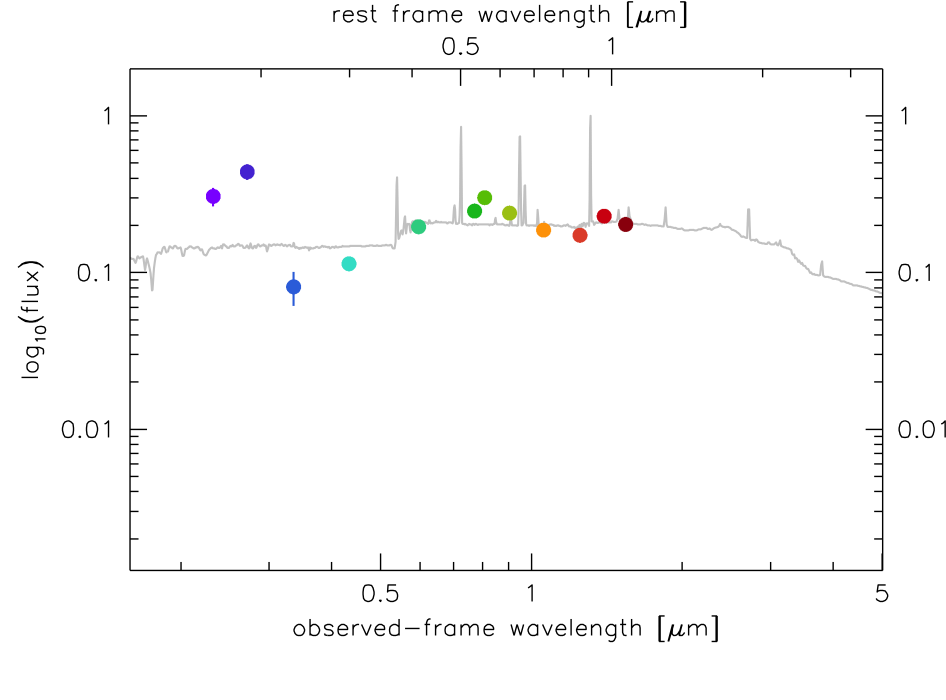 rest frame wavelength [μm]
0.5 1
1 1
0.1 0.1
log10(flux)
0.01 0.01
0.5 1 5
observed-frame wavelength [μm]